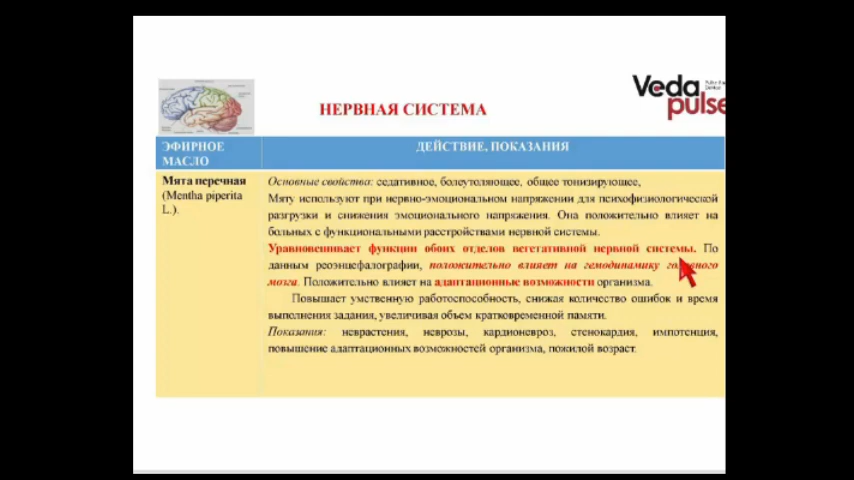 Veda
pulse
НЕРВНАЯ СИСТЕМА
ЭФИРНОЕ
МАСЛО
ДЕЙСТВИЕ, ПОКАЗАНИЯ
Мята перечная
(Mentha piperita
L.).
Основные свойства: седативное, болеутоляющее, общее тонизирующее,
Мяту используют при нервно-эмоциональном напряжении для психофизиологической
разгрузки и снижения эмоционального напряжения. Она положительно влияет на
больных с функциональными расстройствами нервной системы.
Уравновешивает функции обоих отделов вегетативной нервной системы. По
данным реоэнцефалографии, положительно влияет на гемодинамику головного
мозга. Положительно влияет на адаптационные возможности организма.
Повышает умственную работоспособность, снижая количество ошибок и время
выполнения задания, увеличивая объем кратковременной памяти.
Показания: неврастения, неврозы, кардионевроз, стенокардия, импотенция,
повышение адаптационных возможностей организма, пожилой возраст.